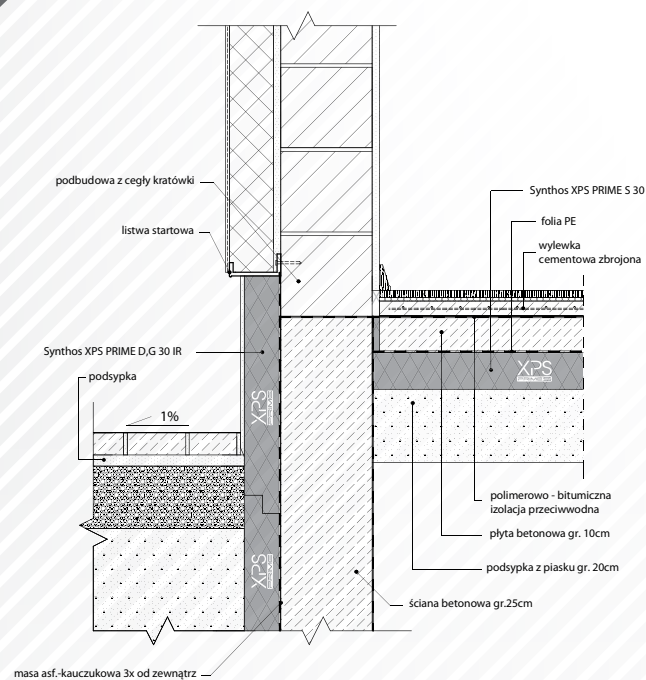 podbudowa z cegły kratówki
Synthos XPS PRIME S 30
listwa startowa
folia PE
wylewka
cementowa zbrojona
Synthos XPS PRIME D,G 30 IR
podsypka
1%
XPS
XPS
XPS
polimerowo - bitumiczna
izolacja przeciwwodna
płyta betonowa gr. 10cm
podsypka z piasku gr. 20cm
ściana betonowa gr.25cm
masa asf.-kauczukowa 3x od zewnątrz